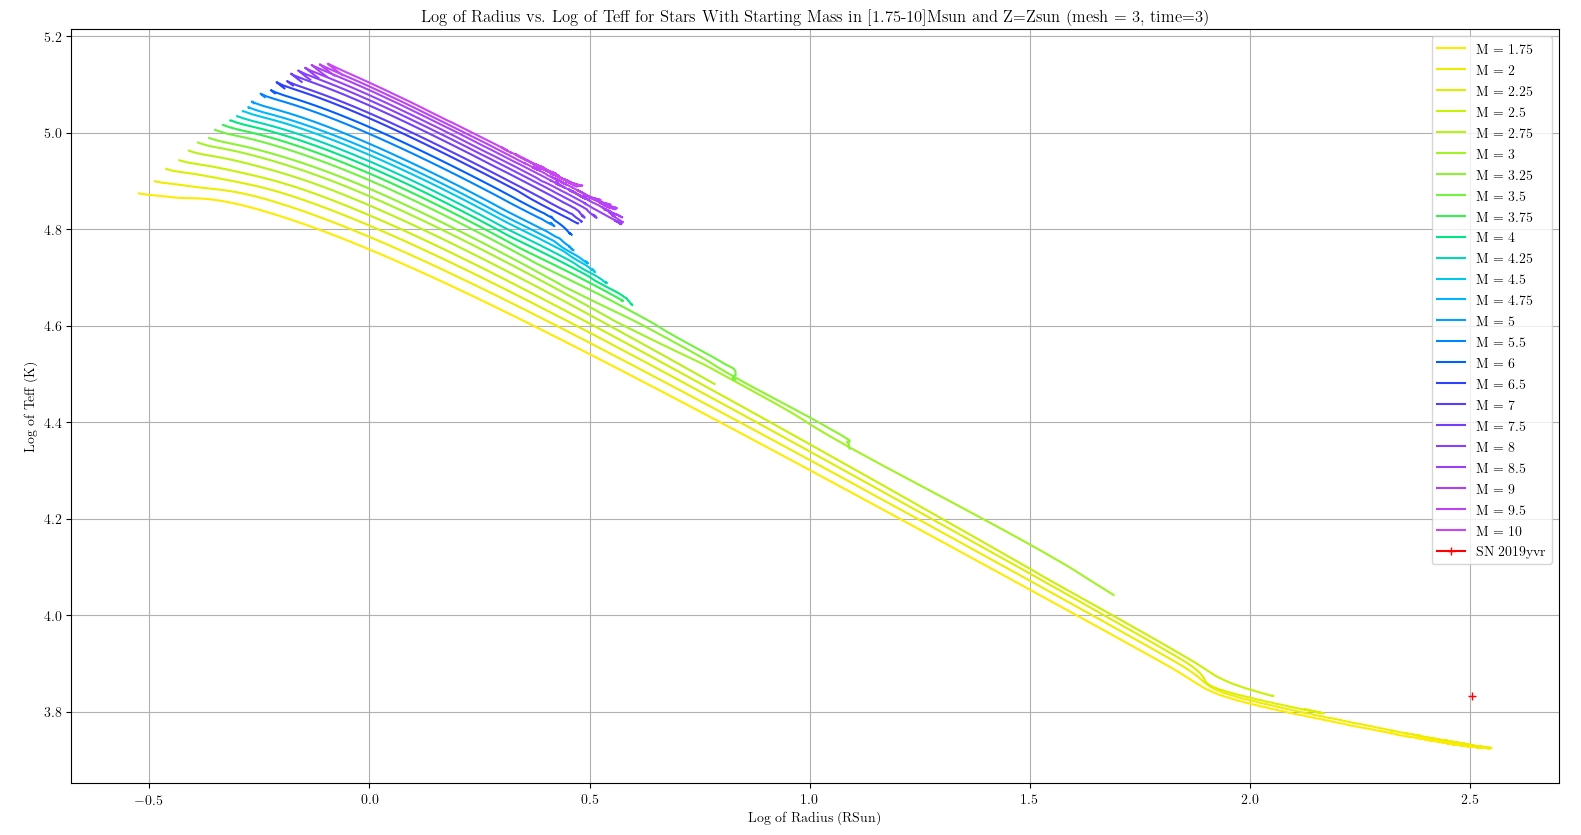 Log of Radius vs. Log of Teff for Stars With Starting Mass in [1.75-10]Msun and Z=Zsun (mesh = 3, time=3)
5.2
5.0
4.8
4.6
4.4
4.2
4.0
3.8
Log of Teff (K)
−0.5
0.0
0.5
1.0
1.5
2.0
2.5
Log of Radius (RSun)
M = 1.75
M = 2
M = 2.25
M = 2.5
M = 2.75
M = 3
M = 3.25
M = 3.5
M = 3.75
M = 4
M = 4.25
M = 4.5
M = 4.75
M = 5
M = 5.5
M = 6
M = 6.5
M = 7
M = 7.5
M = 8
M = 8.5
M = 9
M = 9.5
M = 10
SN 2019yvr